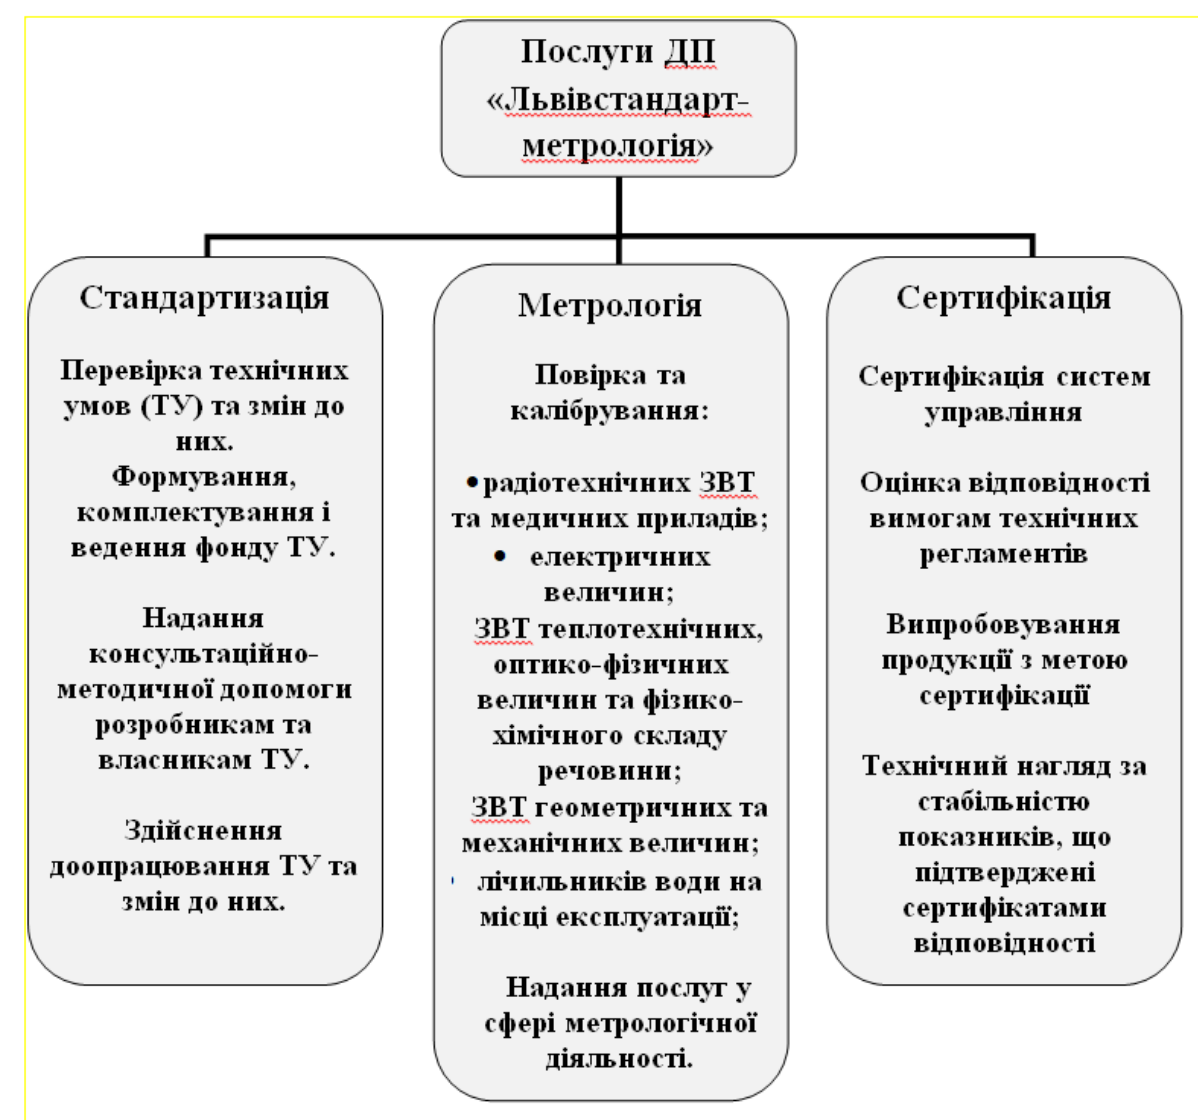 Послуги ДП
«Львівстандарт-
метрологія»
Стандартизація
Перевірка технічних
умов (ТУ) та змін до
них.
Формування,
комплектування і
ведення фонду ТУ.
Надання
консультаційно-
методичної допомоги
розробникам та
власникам ТУ.
Здійснення
доопрацювання ТУ та
змін до них.
Метрологія
Повірка та
калібрування:
•радіотехнічних ЗВТ
та медичних приладів;
• електричних
величин;
ЗВТ теплотехнічних,
оптико-фізичних
величин та фізико-
хімічного складу
речовини;
ЗВТ геометричних та
механічних величин;
лічильників води на
місці експлуатації;
Надання послуг у
сфері метрологічної
діяльності.
Сертифікація
Сертифікація систем
управління
Оцінка відповідності
вимогам технічних
регламентів
Випробовування
продукції з метою
сертифікації
Технічний нагляд за
стабільністю
показників, що
підтверджені
сертифікатами
відповідності